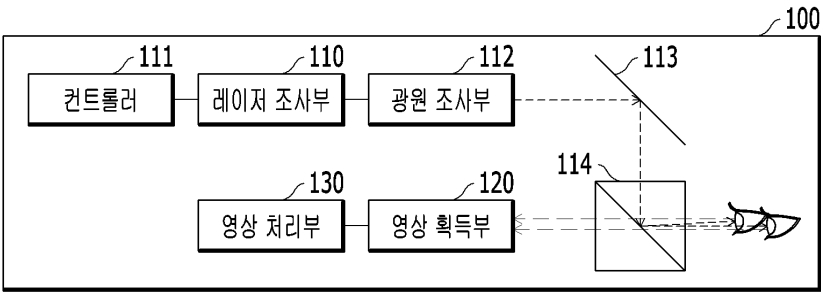 100
111
110
112
113
컨트롤러
레이저 조사부
광원 조사부
114
130
120
영상 처리부
영상 획득부